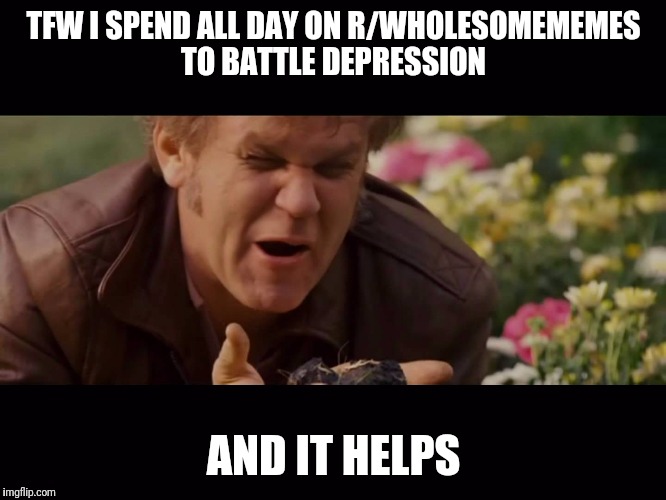 TFW I SPEND ALL DAY ON R/WHOLESOMEMEMES
TO BATTLE DEPRESSION
AND IT HELPS
imgflip.com